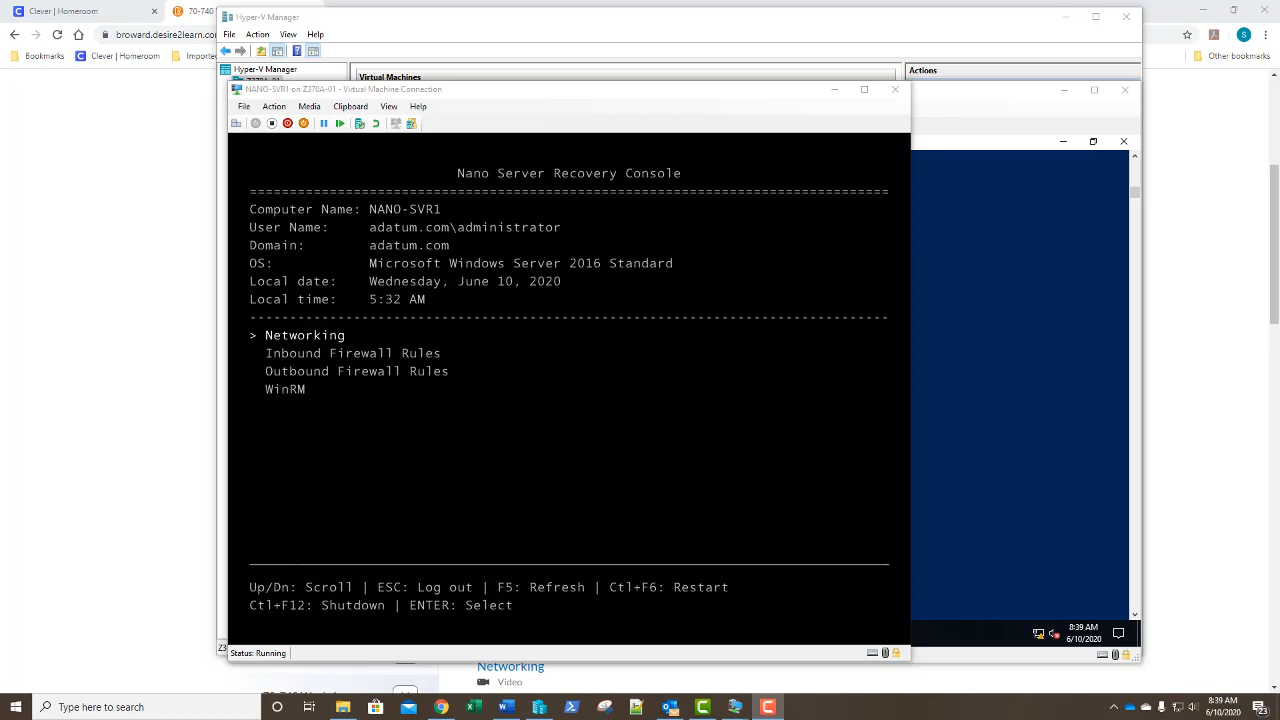 Clever | Homeroom
70-740
Hyper-V Manager
broward.desire2learn.com
File Action View Help
Bookmarks
Clever | Homeroom
Other bookmarks
Hyper-V Manager
Virtual Machines
Actions
NANO-SVR1 on Z370A-01 - Virtual Machine Connection
File Action Media Clipboard View Help
Nano Server Recovery Console
================================================================================
Computer Name: NANO-SVR1
User Name: adatum.com\administrator
Domain: adatum.com
OS: Microsoft Windows Server 2016 Standard
Local date: Wednesday, June 10, 2020
Local time: 5:32 AM
--------------------------------------------------------------------------------
> Networking
Inbound Firewall Rules
Outbound Firewall Rules
WinRM
Up/Dn: Scroll | ESC: Log out | F5: Refresh | Ctl+F6: Restart
Ctl+F12: Shutdown | ENTER: Select
8:39 AM
6/10/2020
Status: Running
Networking
Video
Type here to search
8:39 AM
6/10/2020